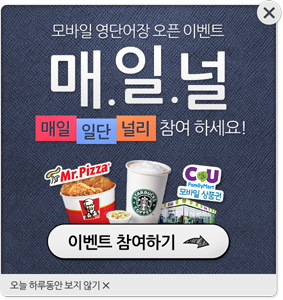 모바일 영단어장 오픈 이벤트
매.일.널
매일 일단 널리 참여 하세요!
Mr.Pizza
KFC
STARBUCKS
CU
FamilyMart
모바일 상품권
이벤트 참여하기
오늘 하루동안 보지 않기 ×